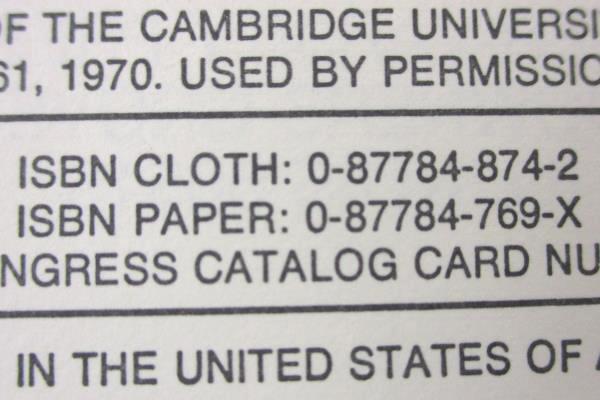 OF THE CAMBRIDGE UNIVERSI
61, 1970. USED BY PERMISSIO
ISBN CLOTH: 0-87784-874-2
ISBN PAPER: 0-87784-769-X
NGRESS CATALOG CARD NU
IN THE UNITED STATES OF A